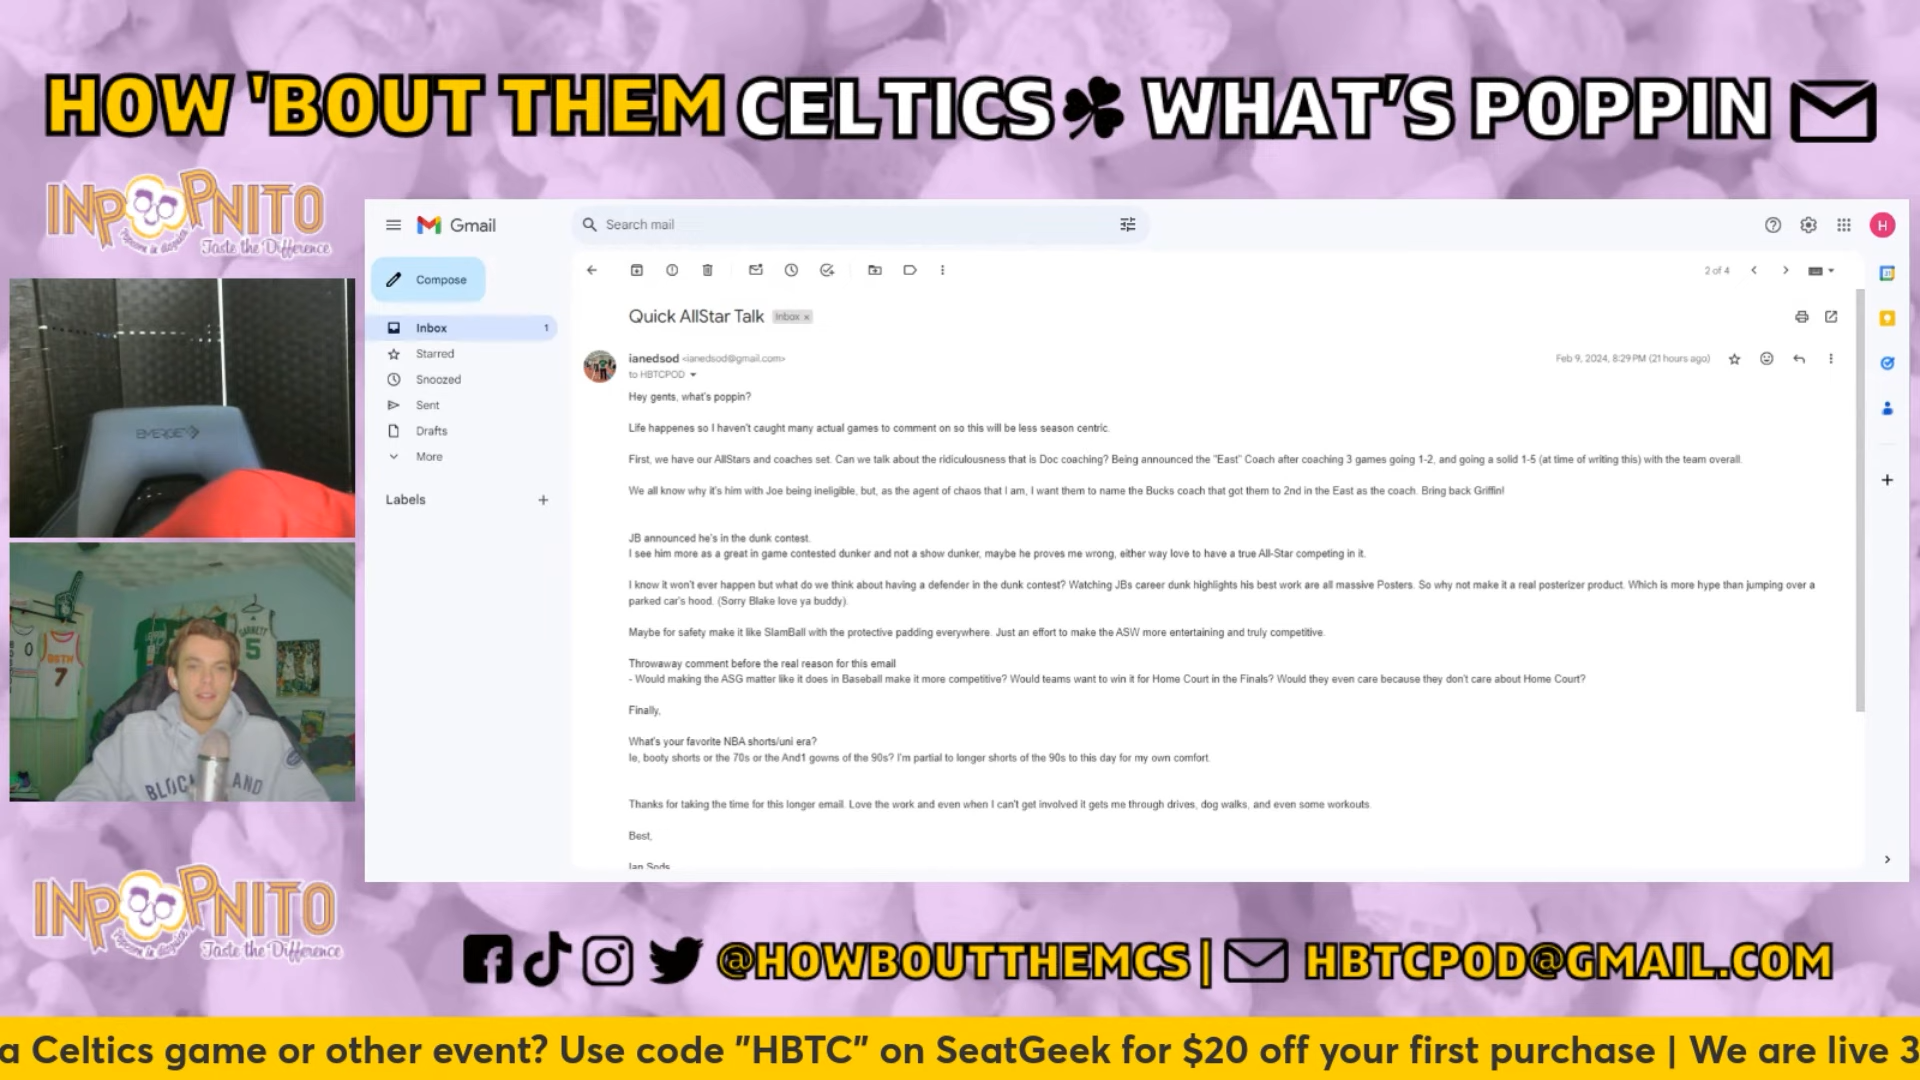 HOW 'BOUT THEM CELTICS WHAT'S POPPIN
INPOPNITO
Popcorn in disguise
Taste the Difference
Gmail
Search mail
H
Compose
2 of 4
Inbox 1
Starred
Snoozed
Sent
Drafts
More
Labels
Quick AllStar Talk Inbox x
ianedsod <ianedsod@gmail.com>
Feb 9, 2024, 8:29 PM (21 hours ago)
to HBTCPOD
Hey gents, what's poppin?
Life happenes so I haven't caught many actual games to comment on so this will be less season centric.
First, we have our AllStars and coaches set. Can we talk about the ridiculousness that is Doc coaching? Being announced the "East" Coach after coaching 3 games going 1-2, and going a solid 1-5 (at time of writing this) with the team overall.
We all know why it's him with Joe being ineligible, but, as the agent of chaos that I am, I want them to name the Bucks coach that got them to 2nd in the East as the coach. Bring back Griffin!
JB announced he's in the dunk contest.
I see him more as a great in game contested dunker and not a show dunker, maybe he proves me wrong, either way love to have a true All-Star competing in it.
I know it won't ever happen but what do we think about having a defender in the dunk contest? Watching JBs career dunk highlights his best work are all massive Posters. So why not make it a real posterizer product. Which is more hype than jumping over a
parked car's hood. (Sorry Blake love ya buddy).
Maybe for safety make it like SlamBall with the protective padding everywhere. Just an effort to make the ASW more entertaining and truly competitive.
Throwaway comment before the real reason for this email
- Would making the ASG matter like it does in Baseball make it more competitive? Would teams want to win it for Home Court in the Finals? Would they even care because they don't care about Home Court?
Finally,
What's your favorite NBA shorts/uni era?
Ie, booty shorts or the 70s or the And1 gowns of the 90s? I'm partial to longer shorts of the 90s to this day for my own comfort
Thanks for taking the time for this longer email. Love the work and even when I can't get involved it gets me through drives, dog walks, and even some workouts.
Best,
Ian Sods
EMERGE
0
7
GARNETT
5
INPOPNITO
Popcorn in disguise
Taste the Difference
@HOWBOUTTHEMCS | HBTCPOD@GMAIL.COM
a Celtics game or other event? Use code "HBTC" on SeatGeek for $20 off your first purchase | We are live 3